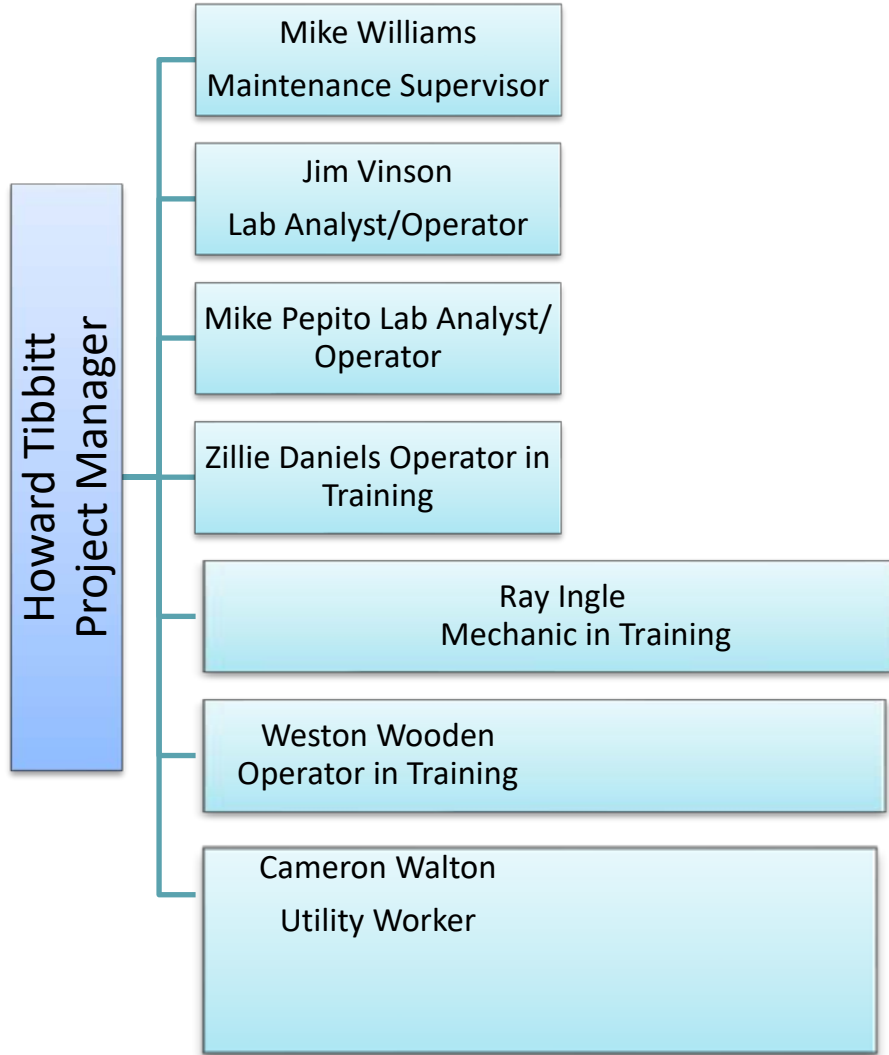 Howard Tibbitt
Project Manager
Mike Williams
Maintenance Supervisor
Jim Vinson
Lab Analyst/Operator
Mike Pepito Lab Analyst/
Operator
Zillie Daniels Operator in
Training
Ray Ingle
Mechanic in Training
Weston Wooden
Operator in Training
Cameron Walton
Utility Worker